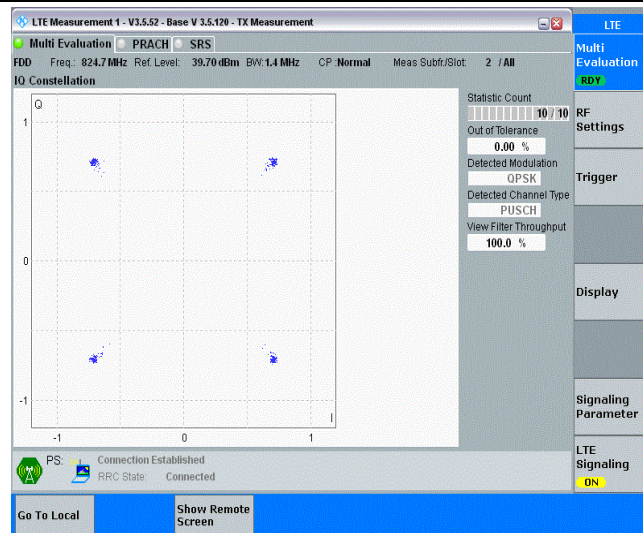 LTE Measurement 1 - V3.5.52 - Base V 3.5.120 - TX Measurement
LTE
Multi Evaluation PRACH SRS
FDD Freq.: 824.7 MHz Ref. Level: 39.70 dBm BW: 1.4 MHz CP :Normal Meas Subfr./Slot: 2 / All
IQ Constellation
Q
1
0
-1
-1 0 1
I
Statistic Count
10 / 10
Out of Tolerance
0.00 %
Detected Modulation
QPSK
Detected Channel Type
PUSCH
View Filter Throughput
100.0 %
Multi
Evaluation
RDY
RF
Settings
Trigger
Display
Signaling
Parameter
LTE
Signaling
ON
PS: Connection Established
RRC State: Connected
Go To Local
Show Remote
Screen